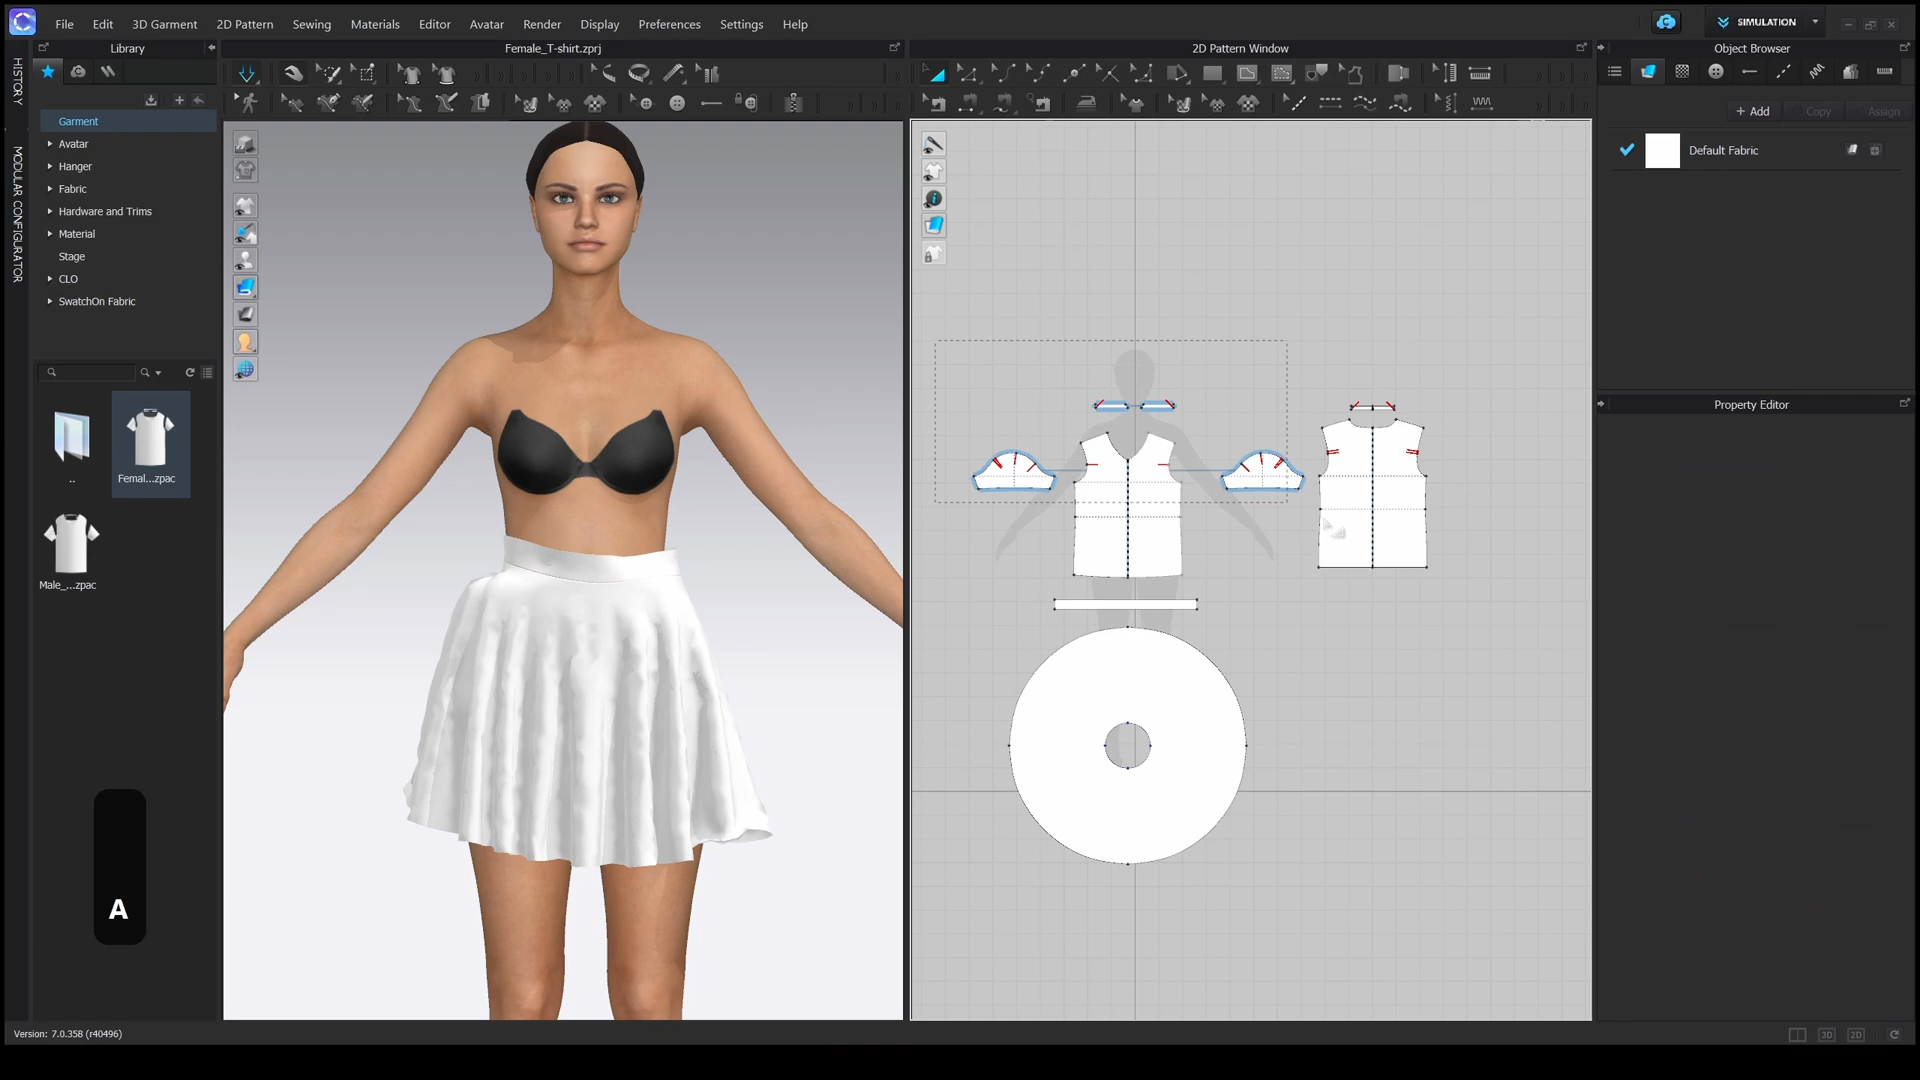 File Edit 3D Garment 2D Pattern Sewing Materials Editor Avatar Render Display Preferences Settings Help
SIMULATION
Library
Female_T-shirt.zprj
2D Pattern Window
Object Browser
HISTORY
MODULAR CONFIGURATOR
+ Add Copy Assign
Garment
Avatar
Hanger
Fabric
Hardware and Trims
Material
Stage
CLO
SwatchOn Fabric
Default Fabric
Property Editor
..
Femal...zpac
Male_...zpac
A
Version: 7.0.358 (r40496)
3D 2D